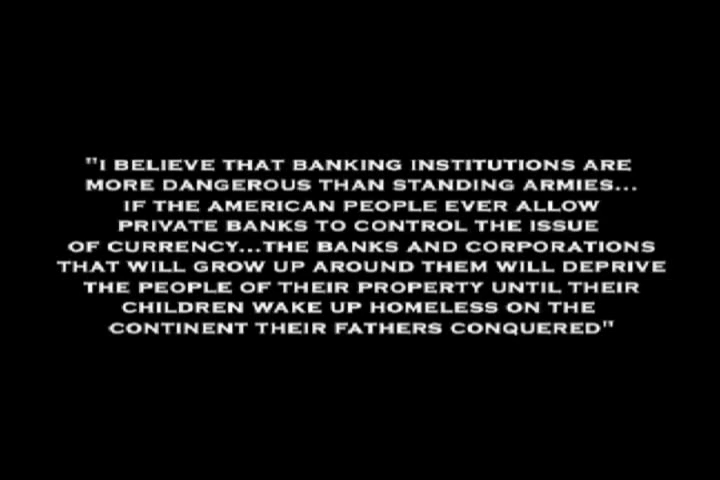 "I BELIEVE THAT BANKING INSTITUTIONS ARE
MORE DANGEROUS THAN STANDING ARMIES...
IF THE AMERICAN PEOPLE EVER ALLOW
PRIVATE BANKS TO CONTROL THE ISSUE
OF CURRENCY...THE BANKS AND CORPORATIONS
THAT WILL GROW UP AROUND THEM WILL DEPRIVE
THE PEOPLE OF THEIR PROPERTY UNTIL THEIR
CHILDREN WAKE UP HOMELESS ON THE
CONTINENT THEIR FATHERS CONQUERED"